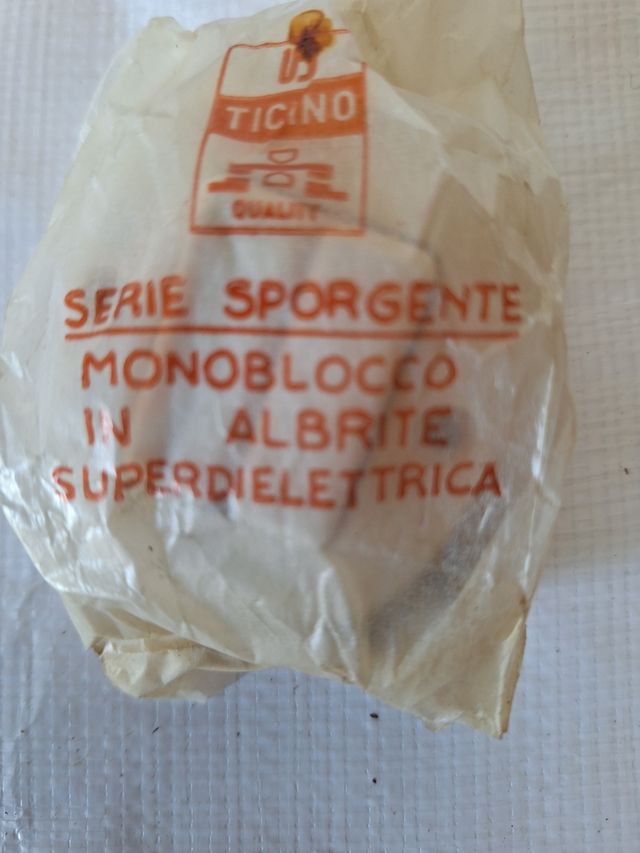 TICINO
QUALITY
SERIE SPORGENTE
MONOBLOCCO
IN ALBRITE
SUPERDIELETTRICA